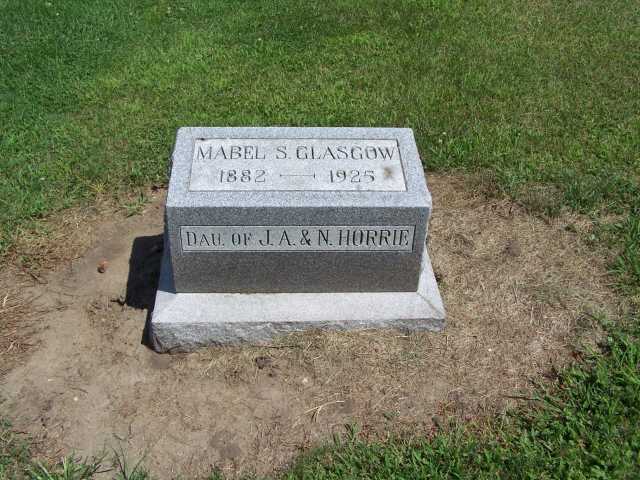 MABEL S. GLASGOW
1882 — 1925
DAU. OF J. A. & N. HORRIE